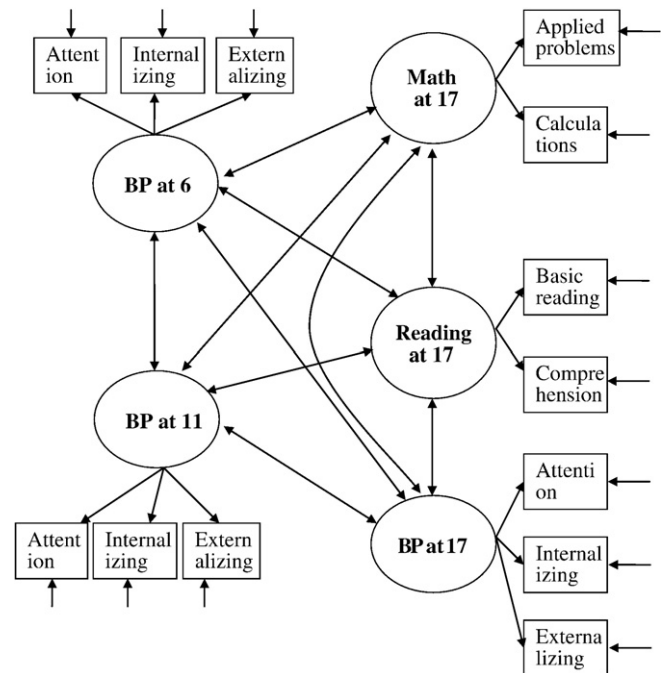 Attent
ion
Internal
izing
Extern
alizing
Math
at 17
Applied
problems
Calcula
tions
BP at 6
Basic
reading
Reading
at 17
Compre
hension
BP at 11
Attenti
on
Attent
ion
Internal
izing
Extern
alizing
BP at 17
Internal
izing
Externa
lizing